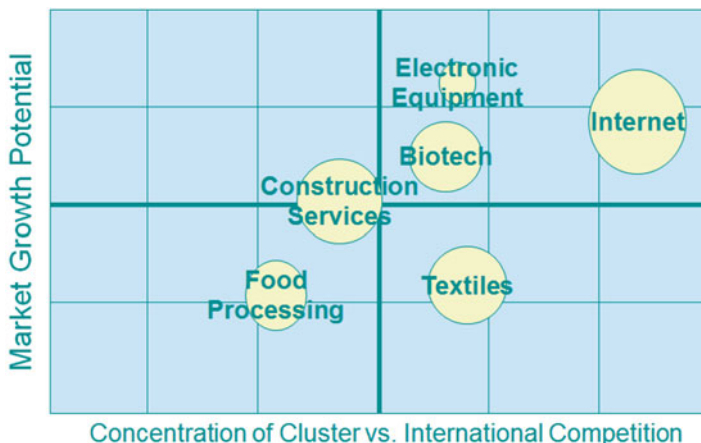 Market Growth Potential
Electronic
Equipment
Internet
Biotech
Construction
Services
Food
Processing
Textiles
Concentration of Cluster vs. International Competition